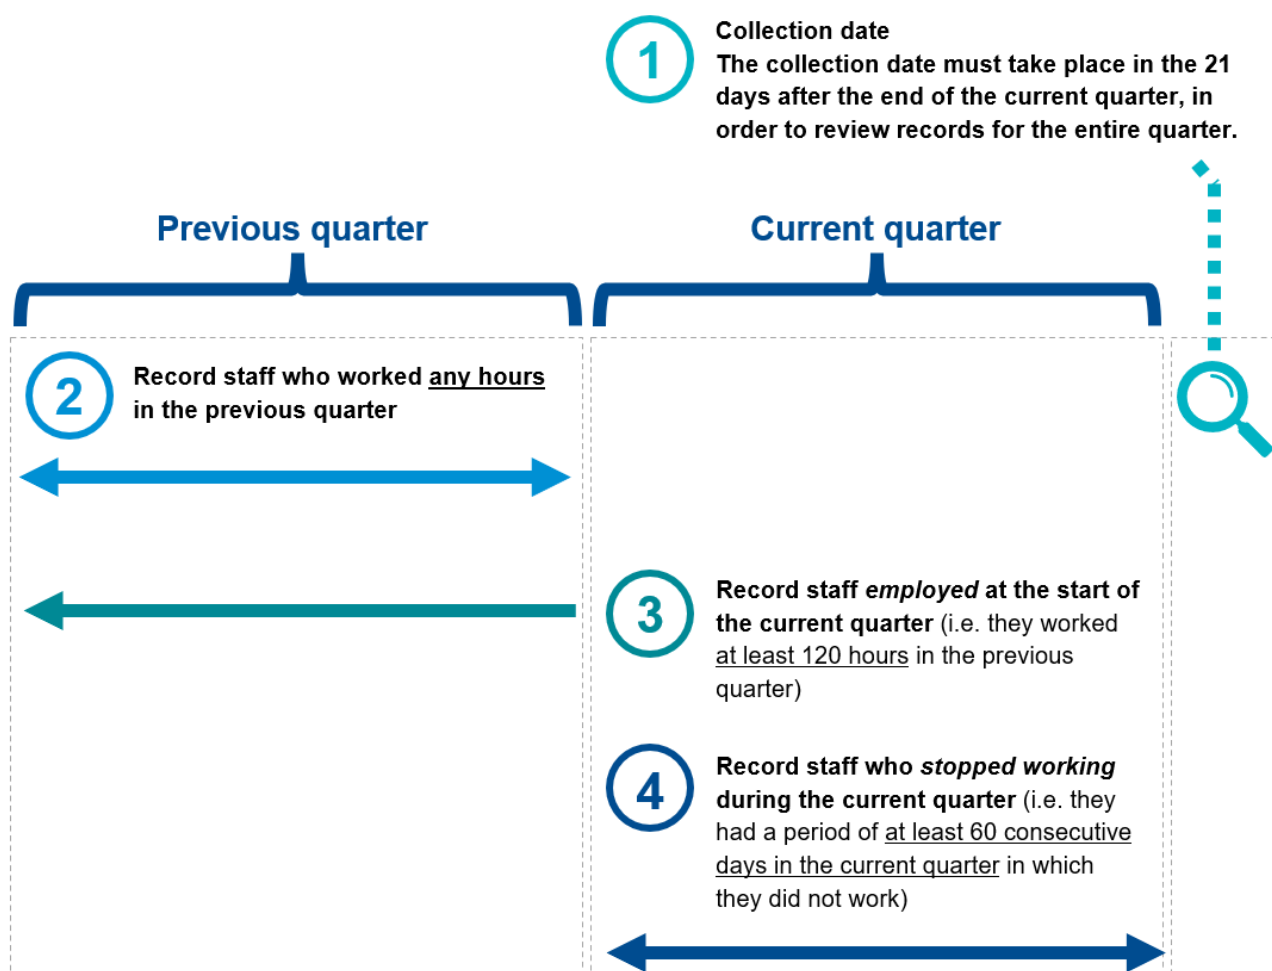 1
Collection date
The collection date must take place in the 21
days after the end of the current quarter, in
order to review records for the entire quarter.
Previous quarter
Current quarter
2
Record staff who worked any hours
in the previous quarter
3
Record staff employed at the start of
the current quarter (i.e. they worked
at least 120 hours in the previous
quarter)
4
Record staff who stopped working
during the current quarter (i.e. they
had a period of at least 60 consecutive
days in the current quarter in which
they did not work)